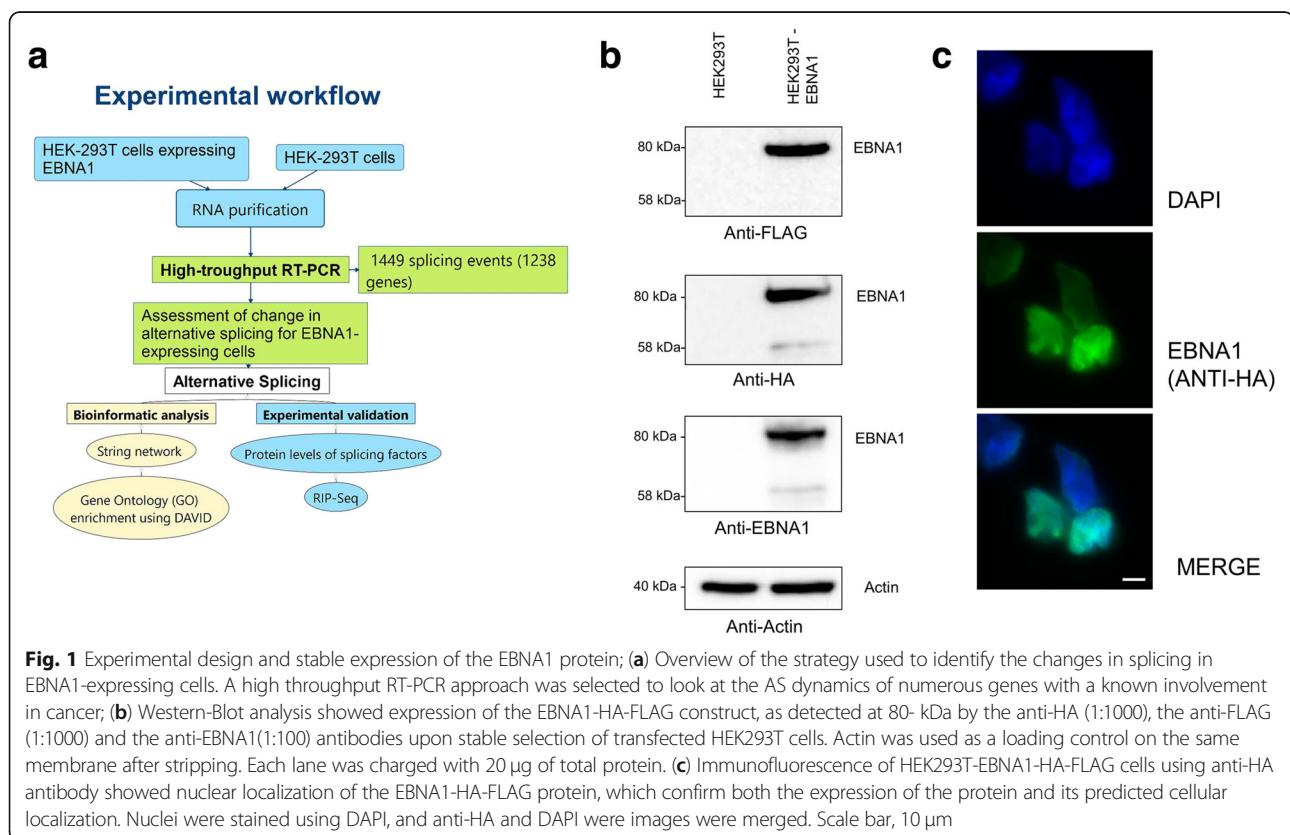 a
Experimental workflow
HEK-293T cells expressing
EBNA1
HEK-293T cells
RNA purification
High-troughput RT-PCR
1449 splicing events (1238
genes)
Assessment of change in
alternative splicing for EBNA1-
expressing cells
Alternative Splicing
Bioinformatic analysis
Experimental validation
String network
Protein levels of splicing factors
Gene Ontology (GO)
enrichment using DAVID
RIP-Seq
b
HEK293T
HEK293T -
EBNA1
80 kDa
EBNA1
58 kDa
Anti-FLAG
80 kDa
EBNA1
58 kDa
Anti-HA
80 kDa
EBNA1
58 kDa
Anti-EBNA1
40 kDa
Actin
Anti-Actin
c
DAPI
EBNA1
(ANTI-HA)
MERGE
Fig. 1 Experimental design and stable expression of the EBNA1 protein; (a) Overview of the strategy used to identify the changes in splicing in
EBNA1-expressing cells. A high throughput RT-PCR approach was selected to look at the AS dynamics of numerous genes with a known involvement
in cancer; (b) Western-Blot analysis showed expression of the EBNA1-HA-FLAG construct, as detected at 80- kDa by the anti-HA (1:1000), the anti-FLAG
(1:1000) and the anti-EBNA1(1:100) antibodies upon stable selection of transfected HEK293T cells. Actin was used as a loading control on the same
membrane after stripping. Each lane was charged with 20 μg of total protein. (c) Immunofluorescence of HEK293T-EBNA1-HA-FLAG cells using anti-HA
antibody showed nuclear localization of the EBNA1-HA-FLAG protein, which confirm both the expression of the protein and its predicted cellular
localization. Nuclei were stained using DAPI, and anti-HA and DAPI were images were merged. Scale bar, 10 μm